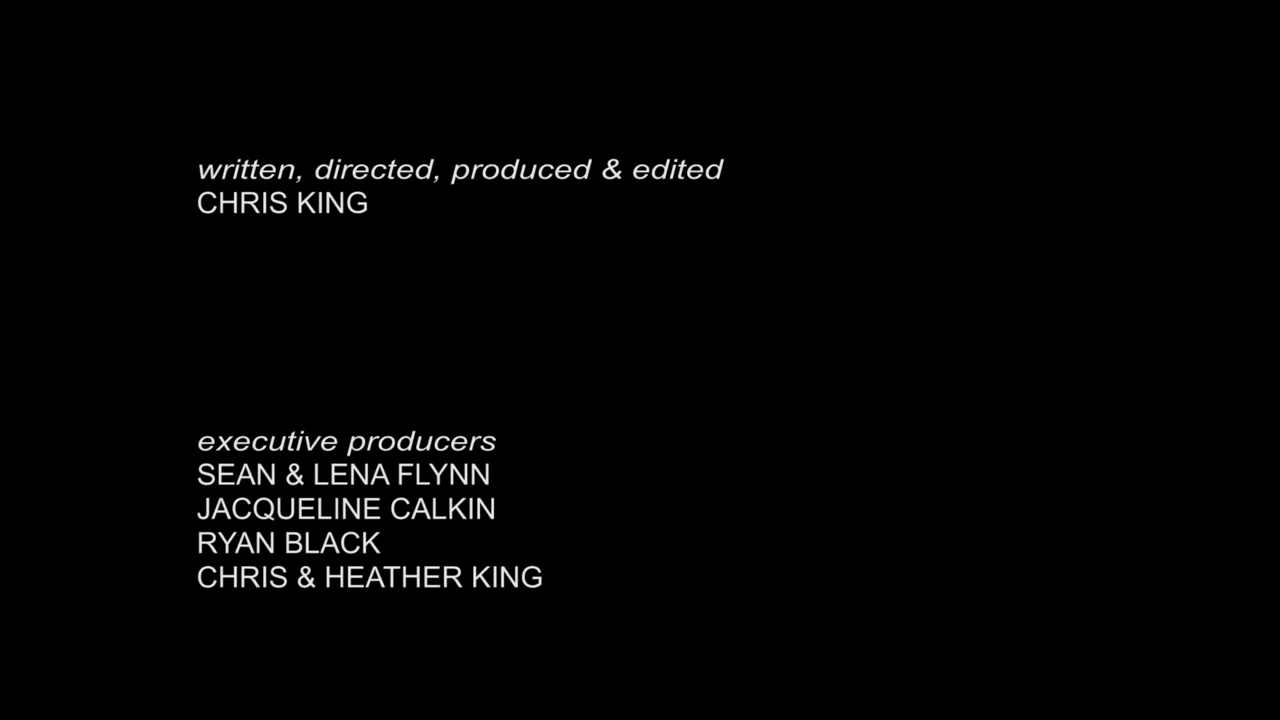 written, directed, produced & edited
CHRIS KING
executive producers
SEAN & LENA FLYNN
JACQUELINE CALKIN
RYAN BLACK
CHRIS & HEATHER KING